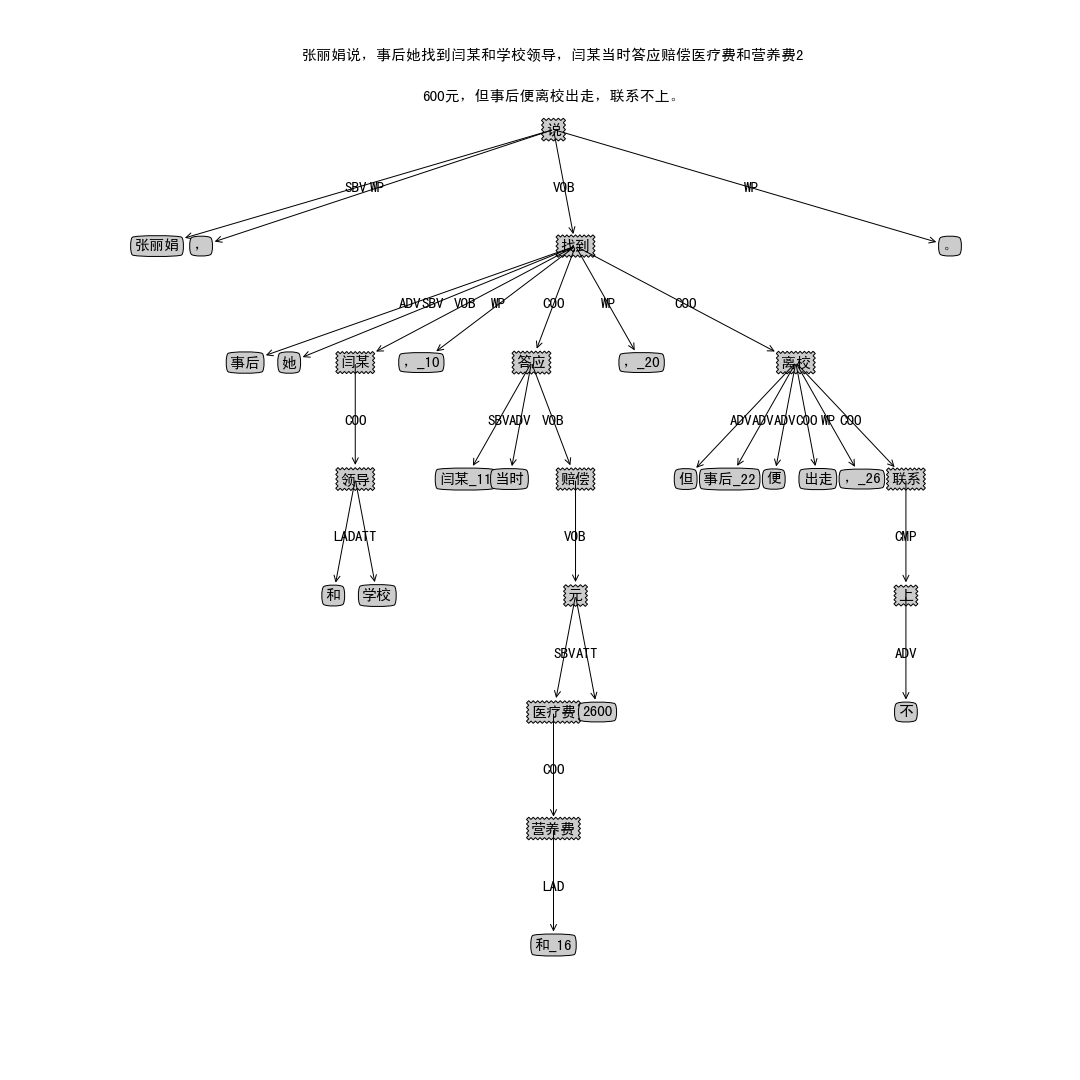 张丽娟说，事后她找到闫某和学校领导，闫某当时答应赔偿医疗费和营养费2
600元，但事后便离校出走，联系不上。
说
SBV WP VOB WP
张丽娟 ， 找到 。
ADV SBV VOB WP COO WP COO
事后 她 闫某 ，_10 答应 ，_20 离校
COO SBV ADV VOB ADV ADV ADV COO WP COO
领导 闫某_11 当时 赔偿 但 事后_22 便 出走 ，_26 联系
LAD ATT VOB CMP
和 学校 元 上
SBV ATT ADV
医疗费 2600 不
COO
营养费
LAD
和_16